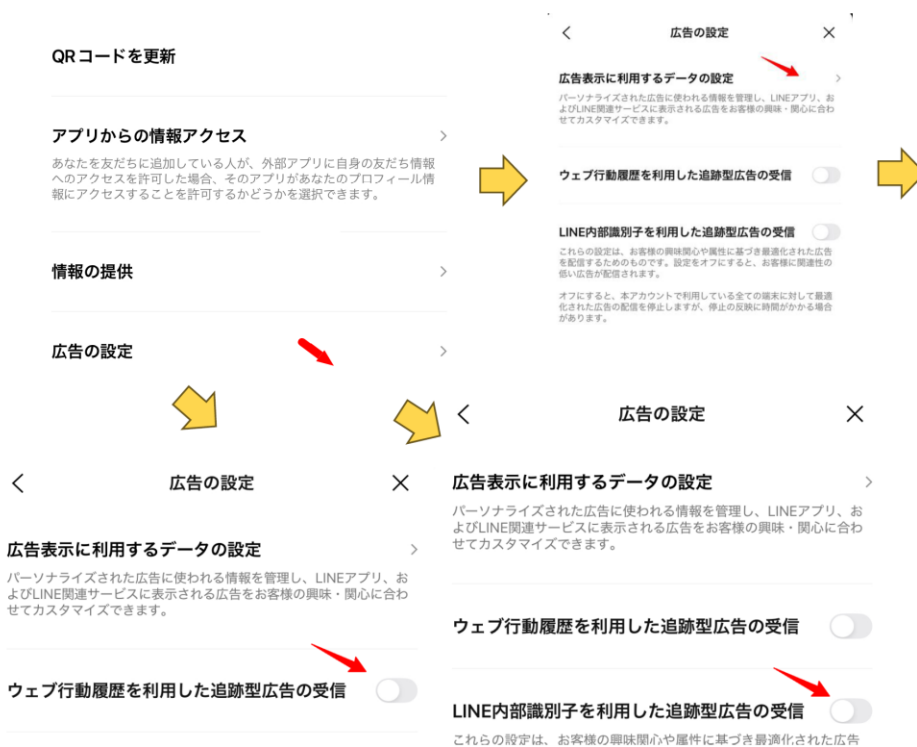 QRコードを更新
アプリからの情報アクセス
あなたを友だちに追加している人が、外部アプリに自身の友だち情報
へのアクセスを許可した場合、そのアプリがあなたのプロフィール情
報にアクセスすることを許可するかどうかを選択できます。
情報の提供
広告の設定
広告の設定
広告表示に利用するデータの設定
パーソナライズされた広告に使われる情報を管理し、LINEアプリ、お
よびLINE関連サービスに表示される広告をお客様の興味・関心に合わ
せてカスタマイズできます。
ウェブ行動履歴を利用した追跡型広告の受信
LINE内部識別子を利用した追跡型広告の受信
これらの設定は、お客様の興味関心や属性に基づき最適化された広告
を配信するためのものです。設定をオフにすると、お客様に関連性の
低い広告が配信されます。
オフにすると、本アカウントで利用している全ての端末に対して最適
化された広告の配信を停止しますが、停止の反映に時間がかかる場合
があります。
広告の設定
広告表示に利用するデータの設定
パーソナライズされた広告に使われる情報を管理し、LINEアプリ、お
よびLINE関連サービスに表示される広告をお客様の興味・関心に合わ
せてカスタマイズできます。
ウェブ行動履歴を利用した追跡型広告の受信
広告の設定
広告表示に利用するデータの設定
パーソナライズされた広告に使われる情報を管理し、LINEアプリ、お
よびLINE関連サービスに表示される広告をお客様の興味・関心に合わ
せてカスタマイズできます。
ウェブ行動履歴を利用した追跡型広告の受信
LINE内部識別子を利用した追跡型広告の受信
これらの設定は、お客様の興味関心や属性に基づき最適化された広告